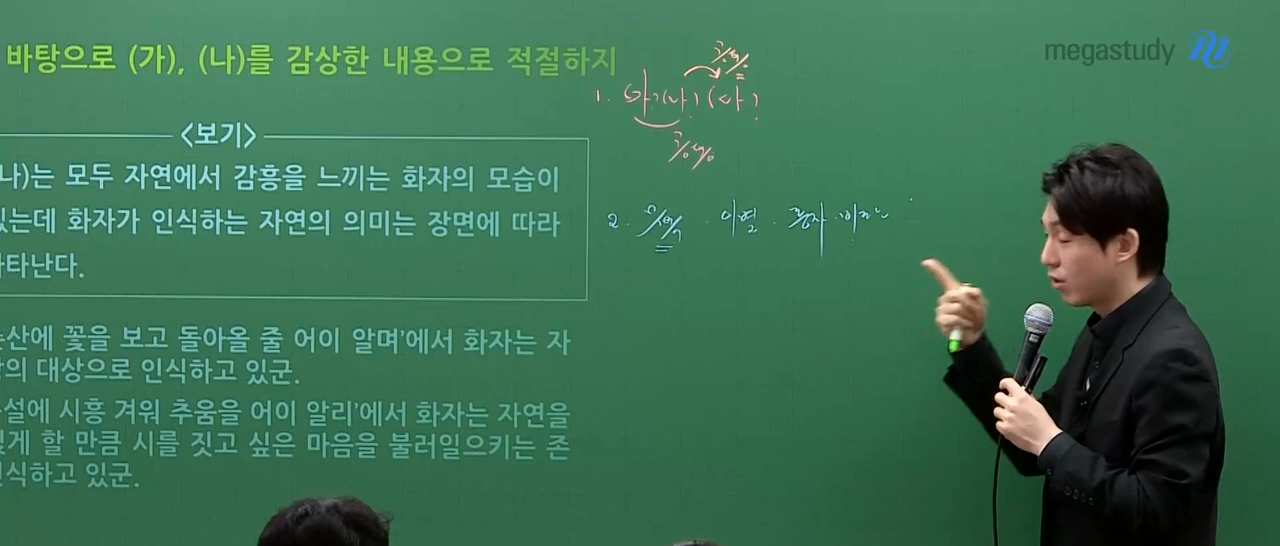 바탕으로 (가), (나)를 감상한 내용으로 적절하지
megastudy
<보기>
나)는 모두 자연에서 감흥을 느끼는 화자의 모습이
있는데 화자가 인식하는 자연의 의미는 장면에 따라
타난다.
산에 꽃을 보고 돌아올 줄 어이 알며'에서 화자는 자
의 대상으로 인식하고 있군.
설에 시흥 겨워 추움을 어이 알리'에서 화자는 자연을
게 할 만큼 시를 짓고 싶은 마음을 불러일으키는 존
식하고 있군.
1.
2.